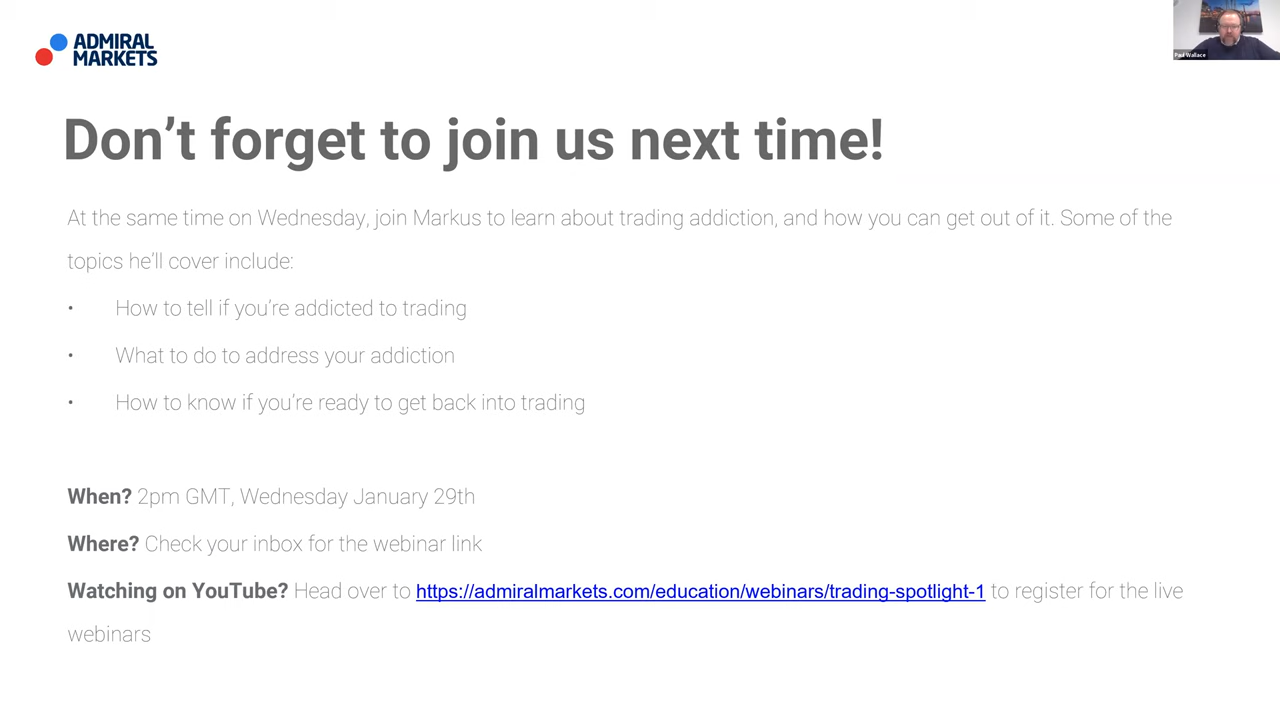 ADMIRAL
MARKETS
Paul Wallace
Don’t forget to join us next time!
At the same time on Wednesday, join Markus to learn about trading addiction, and how you can get out of it. Some of the
topics he’ll cover include:
• How to tell if you’re addicted to trading
• What to do to address your addiction
• How to know if you’re ready to get back into trading
When? 2pm GMT, Wednesday January 29th
Where? Check your inbox for the webinar link
Watching on YouTube? Head over to https://admiralmarkets.com/education/webinars/trading-spotlight-1 to register for the live
webinars